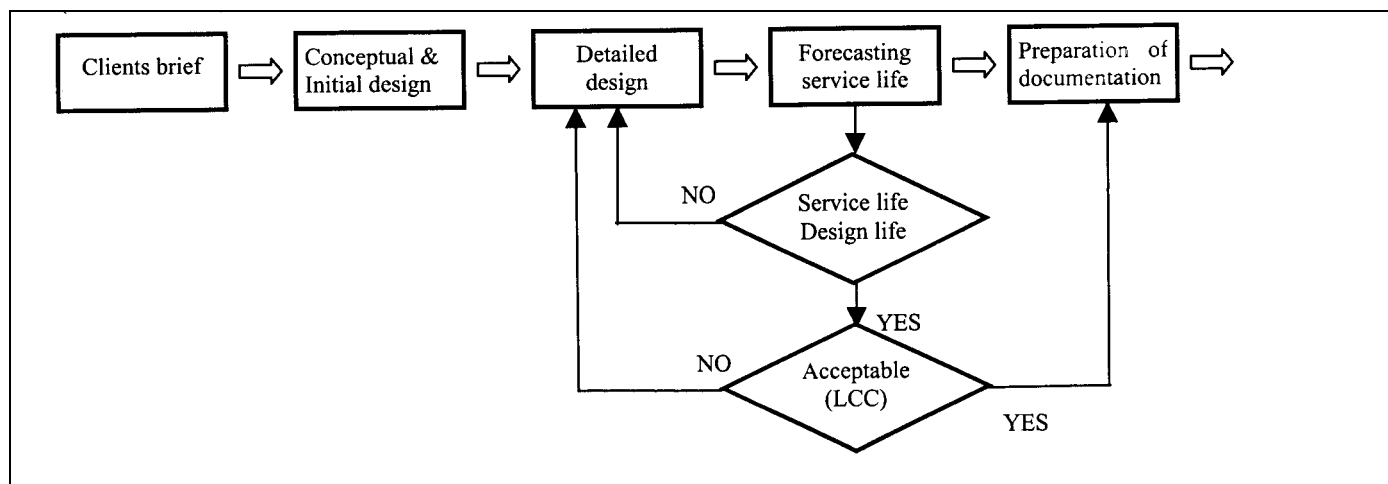 Clients brief
Conceptual &
Initial design
Detailed
design
Forecasting
service life
Preparation of
documentation
NO
Service life
Design life
YES
NO
Acceptable
(LCC)
YES